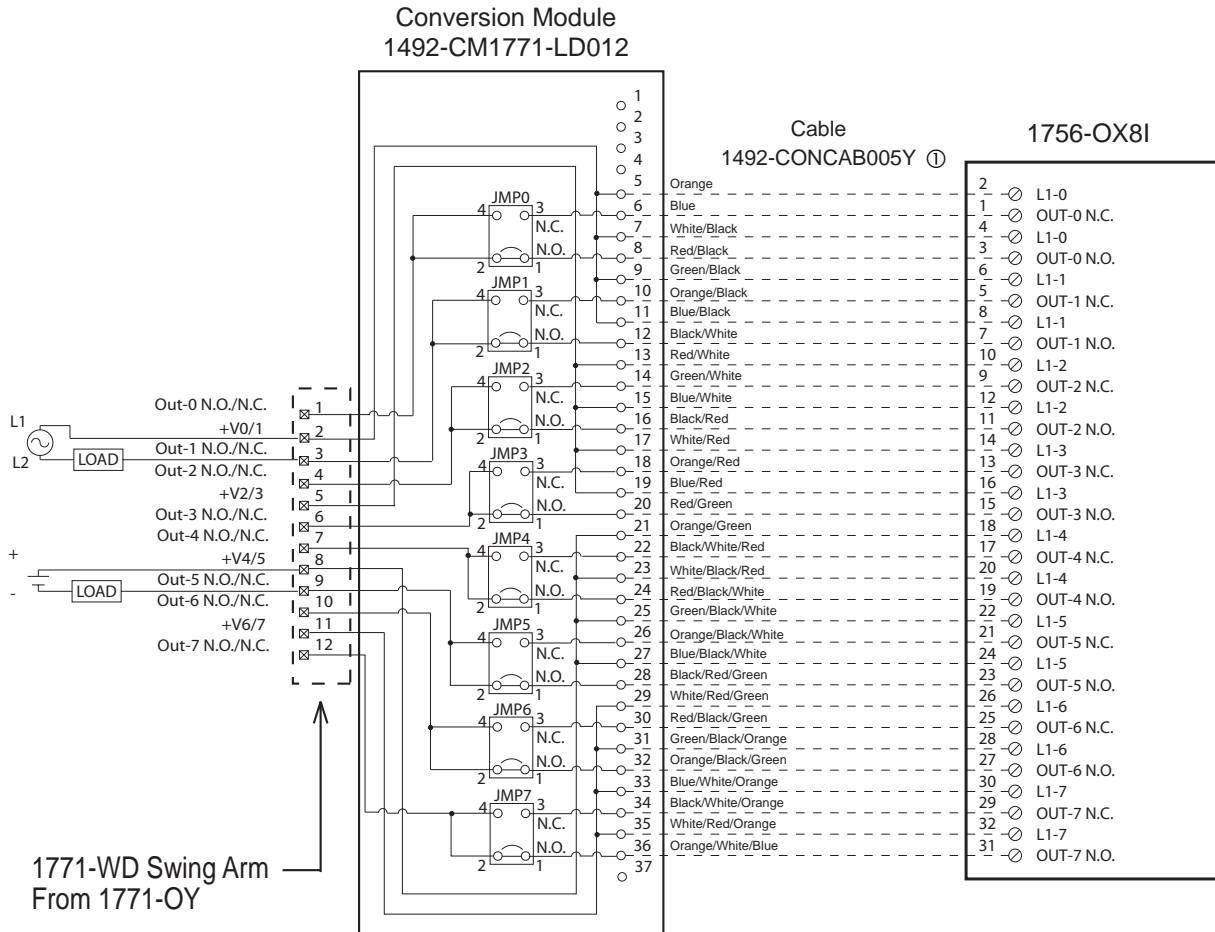 Conversion Module
1492-CM1771-LD012
Cable
1492-CONCAB005Y ①
1756-OX8I
1
2
3
4
5 Orange 2 L1-0
6 Blue 1 OUT-0 N.C.
7 White/Black 4 L1-0
8 Red/Black 3 OUT-0 N.O.
9 Green/Black 6 L1-1
10 Orange/Black 5 OUT-1 N.C.
11 Blue/Black 8 L1-1
12 Black/White 7 OUT-1 N.O.
13 Red/White 10 L1-2
14 Green/White 9 OUT-2 N.C.
15 Blue/White 12 L1-2
16 Black/Red 11 OUT-2 N.O.
17 White/Red 14 L1-3
18 Orange/Red 13 OUT-3 N.C.
19 Blue/Red 16 L1-3
20 Red/Green 15 OUT-3 N.O.
21 Orange/Green 18 L1-4
22 Black/White/Red 17 OUT-4 N.C.
23 White/Black/Red 20 L1-4
24 Red/Black/White 19 OUT-4 N.O.
25 Green/Black/White 22 L1-5
26 Orange/Black/White 21 OUT-5 N.C.
27 Blue/Black/White 24 L1-5
28 Black/Red/Green 23 OUT-5 N.O.
29 White/Red/Green 26 L1-6
30 Red/Black/Green 25 OUT-6 N.C.
31 Green/Black/Orange 28 L1-6
32 Orange/Black/Green 27 OUT-6 N.O.
33 Blue/White/Orange 30 L1-7
34 Black/White/Orange 29 OUT-7 N.C.
35 White/Red/Orange 32 L1-7
36 Orange/White/Blue 31 OUT-7 N.O.
37
JMP0
4 3
N.C.
N.O.
2 1
JMP1
4 3
N.C.
N.O.
2 1
JMP2
4 3
N.C.
N.O.
2 1
JMP3
4 3
N.C.
N.O.
2 1
JMP4
4 3
N.C.
N.O.
2 1
JMP5
4 3
N.C.
N.O.
2 1
JMP6
4 3
N.C.
N.O.
2 1
JMP7
4 3
N.C.
N.O.
2 1
Out-0 N.O./N.C. 1
L1 +V0/1 2
L2 LOAD Out-1 N.O./N.C. 3
Out-2 N.O./N.C. 4
+V2/3 5
Out-3 N.O./N.C. 6
Out-4 N.O./N.C. 7
+ +V4/5 8
- LOAD Out-5 N.O./N.C. 9
Out-6 N.O./N.C. 10
+V6/7 11
Out-7 N.O./N.C. 12
1771-WD Swing Arm
From 1771-OY